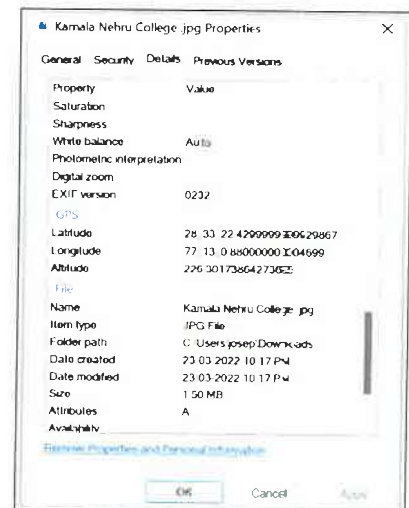 Kamala Nehru College .jpg Properties
General Security Details Previous Versions
Property Value
Saturation
Sharpness
White balance Auto
Photometric interpretation
Digital zoom
EXIF version 0232
GPS
Latitude
Longitude
Altitude
File
Name Kamala Nehru College .jpg
Item type JPG File
Folder path
Date created 23-03-2022 10:17 PM
Date modified 23-03-2022 10:17 PM
Size 1.50 MB
Attributes A
Availability
Remove Properties and Personal Information
OK Cancel Apply